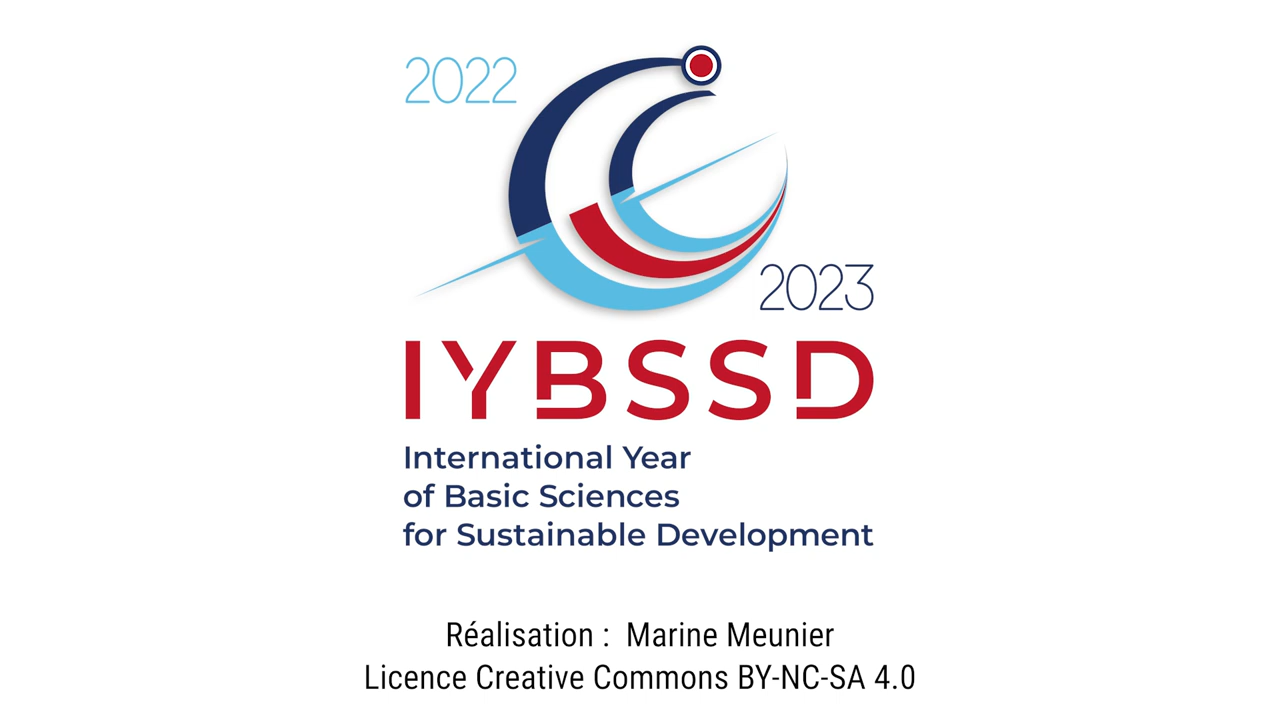 2022
2023
IYBSSD
International Year
of Basic Sciences
for Sustainable Development
Réalisation :  Marine Meunier
Licence Creative Commons BY-NC-SA 4.0